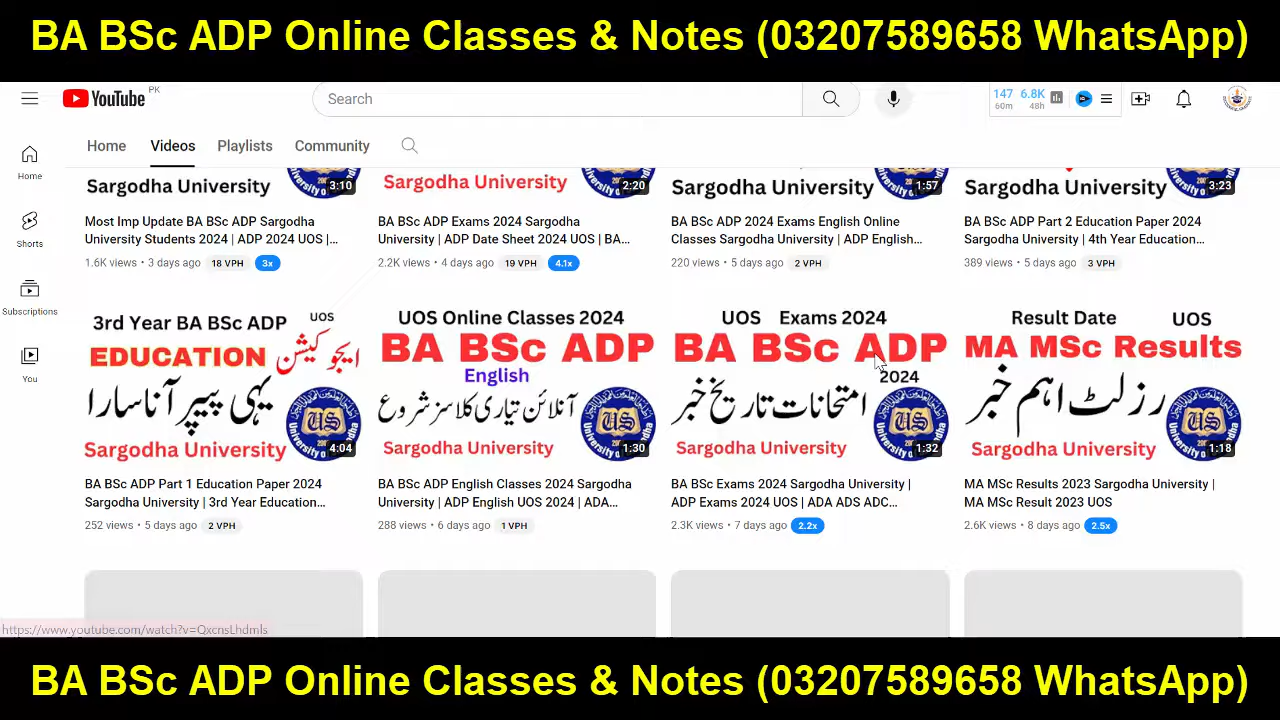 BA BSc ADP Online Classes & Notes (03207589658 WhatsApp)
YouTube PK
Search
147 6.8K
60m 48h
Home Videos Playlists Community
Home
Shorts
Subscriptions
You
Sargodha University
3:10
Most Imp Update BA BSc ADP Sargodha
University Students 2024 | ADP 2024 UOS |...
1.6K views • 3 days ago 18 VPH 3x
Sargodha University
2:20
BA BSc ADP Exams 2024 Sargodha
University | ADP Date Sheet 2024 UOS | BA...
2.2K views • 4 days ago 19 VPH 4.1x
Sargodha University
1:57
BA BSc ADP 2024 Exams English Online
Classes Sargodha University | ADP English...
220 views • 5 days ago 2 VPH
Sargodha University
3:23
BA BSc ADP Part 2 Education Paper 2024
Sargodha University | 4th Year Education...
389 views • 5 days ago 3 VPH
3rd Year BA BSc ADP UOS
EDUCATION ایجوکیشن
یہی پیپر آنا سارا
Sargodha University
US
4:04
BA BSc ADP Part 1 Education Paper 2024
Sargodha University | 3rd Year Education...
252 views • 5 days ago 2 VPH
UOS Online Classes 2024
BA BSc ADP
English
آنلائن تیاری کلاسز شروع
Sargodha University
US
1:30
BA BSc ADP English Classes 2024 Sargodha
University | ADP English UOS 2024 | ADA...
288 views • 6 days ago 1 VPH
UOS Exams 2024
BA BSc ADP
2024
امتحانات تاریخ خبر
Sargodha University
US
1:32
BA BSc Exams 2024 Sargodha University |
ADP Exams 2024 UOS | ADA ADS ADC...
2.3K views • 7 days ago 2.2x
Result Date UOS
MA MSc Results
رزلٹ اہم خبر
Sargodha University
US
1:18
MA MSc Results 2023 Sargodha University |
MA MSc Result 2023 UOS
2.6K views • 8 days ago 2.5x
https://www.youtube.com/watch?v=QxcnsLhdmls
BA BSc ADP Online Classes & Notes (03207589658 WhatsApp)